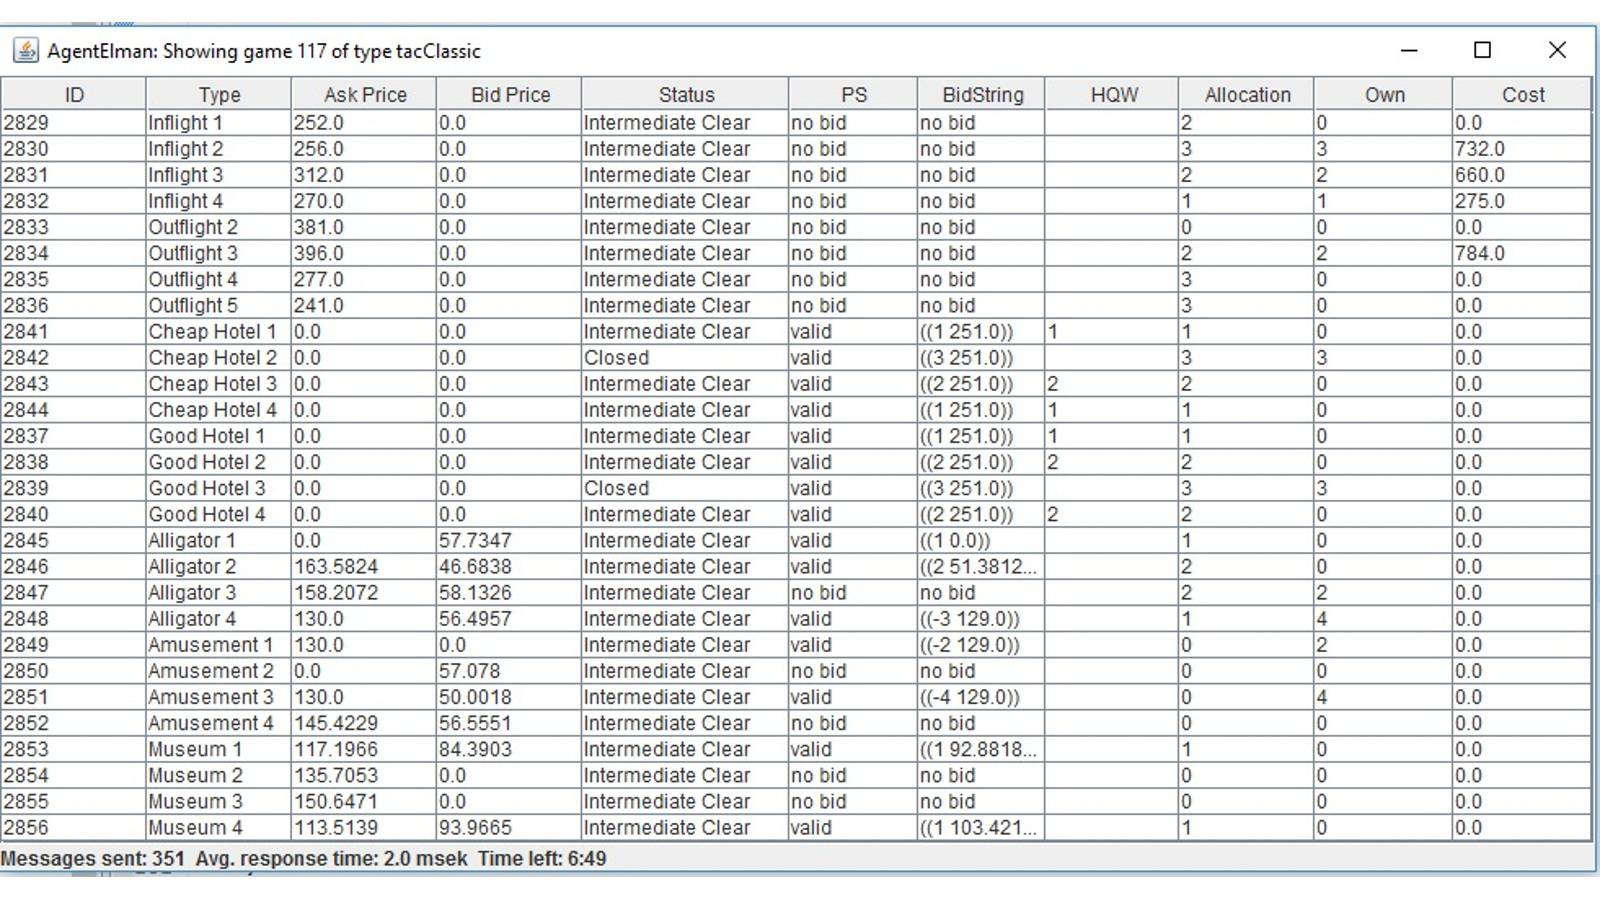 AgentElman: Showing game 117 of type tacClassic
ID Type Ask Price Bid Price Status PS BidString HQW Allocation Own Cost
2829 Inflight 1 252.0 0.0 Intermediate Clear no bid no bid 2 0 0.0
2830 Inflight 2 256.0 0.0 Intermediate Clear no bid no bid 3 3 732.0
2831 Inflight 3 312.0 0.0 Intermediate Clear no bid no bid 2 2 660.0
2832 Inflight 4 270.0 0.0 Intermediate Clear no bid no bid 1 1 275.0
2833 Outflight 2 381.0 0.0 Intermediate Clear no bid no bid 0 0 0.0
2834 Outflight 3 396.0 0.0 Intermediate Clear no bid no bid 2 2 784.0
2835 Outflight 4 277.0 0.0 Intermediate Clear no bid no bid 3 0 0.0
2836 Outflight 5 241.0 0.0 Intermediate Clear no bid no bid 3 0 0.0
2841 Cheap Hotel 1 0.0 0.0 Intermediate Clear valid ((1 251.0)) 1 1 0 0.0
2842 Cheap Hotel 2 0.0 0.0 Closed valid ((3 251.0)) 3 3 0.0
2843 Cheap Hotel 3 0.0 0.0 Intermediate Clear valid ((2 251.0)) 2 2 0 0.0
2844 Cheap Hotel 4 0.0 0.0 Intermediate Clear valid ((1 251.0)) 1 1 0 0.0
2837 Good Hotel 1 0.0 0.0 Intermediate Clear valid ((1 251.0)) 1 1 0 0.0
2838 Good Hotel 2 0.0 0.0 Intermediate Clear valid ((2 251.0)) 2 2 0 0.0
2839 Good Hotel 3 0.0 0.0 Closed valid ((3 251.0)) 3 3 0.0
2840 Good Hotel 4 0.0 0.0 Intermediate Clear valid ((2 251.0)) 2 2 0 0.0
2845 Alligator 1 0.0 57.7347 Intermediate Clear valid ((1 0.0)) 1 0 0.0
2846 Alligator 2 163.5824 46.6838 Intermediate Clear valid ((2 51.3812... 2 0 0.0
2847 Alligator 3 158.2072 58.1326 Intermediate Clear no bid no bid 2 2 0.0
2848 Alligator 4 130.0 56.4957 Intermediate Clear valid ((-3 129.0)) 1 4 0.0
2849 Amusement 1 130.0 0.0 Intermediate Clear valid ((-2 129.0)) 0 2 0.0
2850 Amusement 2 0.0 57.078 Intermediate Clear no bid no bid 0 0 0.0
2851 Amusement 3 130.0 50.0018 Intermediate Clear valid ((-4 129.0)) 0 4 0.0
2852 Amusement 4 145.4229 56.5551 Intermediate Clear no bid no bid 0 0 0.0
2853 Museum 1 117.1966 84.3903 Intermediate Clear valid ((1 92.8818... 1 0 0.0
2854 Museum 2 135.7053 0.0 Intermediate Clear no bid no bid 0 0 0.0
2855 Museum 3 150.6471 0.0 Intermediate Clear no bid no bid 0 0 0.0
2856 Museum 4 113.5139 93.9665 Intermediate Clear valid ((1 103.421... 1 0 0.0
Messages sent: 351 Avg. response time: 2.0 msek Time left: 6:49